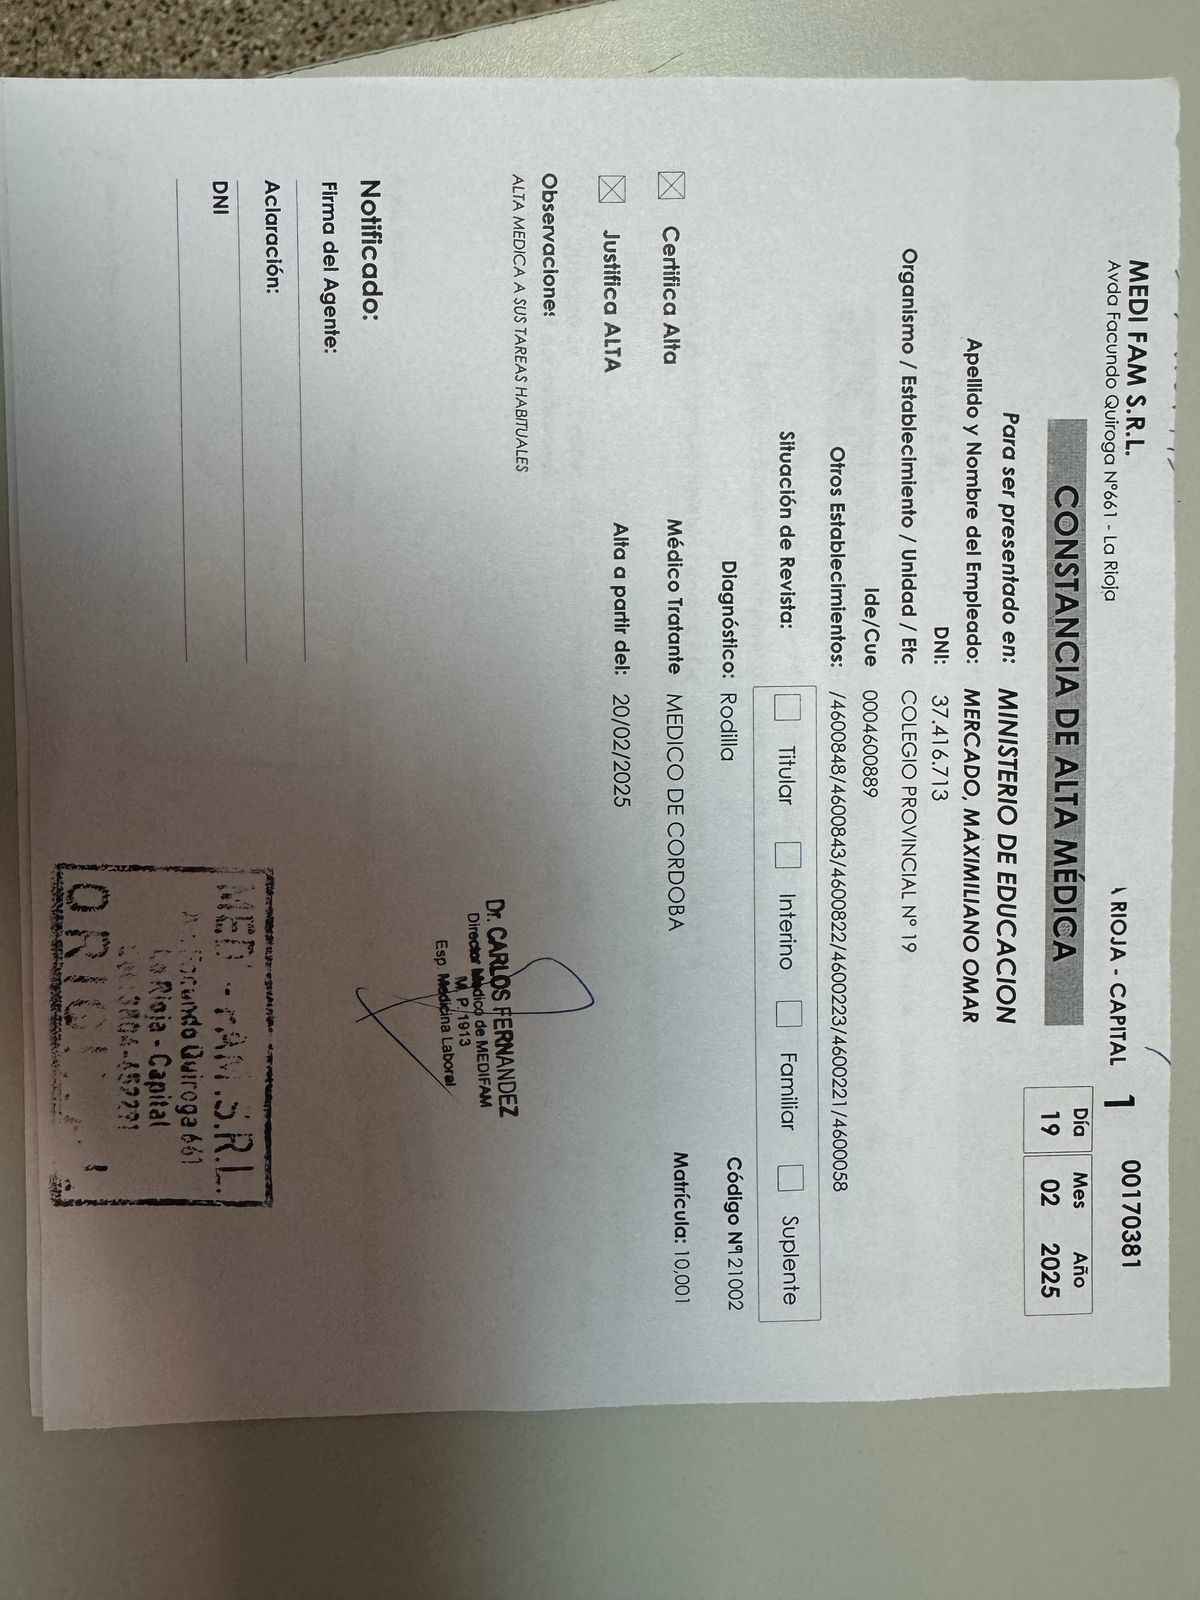 MEDI FAM S.R.L.
Avda Facundo Quiroga Nº661 - La Rioja
RIOJA - CAPITAL 1 00170381
CONSTANCIA DE ALTA MÉDICA
Día Mes Año
19 02 2025
Para ser presentado en: MINISTERIO DE EDUCACION
Apellido y Nombre del Empleado: MERCADO, MAXIMILIANO OMAR
DNI: 37.416.713
Organismo / Establecimiento / Unidad / Etc COLEGIO PROVINCIAL Nº 19
Ide/Cue 0004600889
Otros Establecimientos: /4600848/4600843/4600822/4600223/4600221/4600058
Situación de Revista: Titular Interino Familiar Suplente
Diagnóstico: Rodilla Código Nº121002
Certifica Alta Médico Tratante MEDICO DE CORDOBA Matrícula: 10,001
Justifica ALTA Alta a partir del: 20/02/2025
Observaciones
ALTA MEDICA A SUS TAREAS HABITUALES
Dr. CARLOS FERNANDEZ
Director Médico de MEDIFAM
M. P. 1913
Esp. Medicina Laboral
Notificado:
Firma del Agente:
Aclaración:
DNI
S.R.L.
Facundo Quiroga 661
La Rioja - Capital